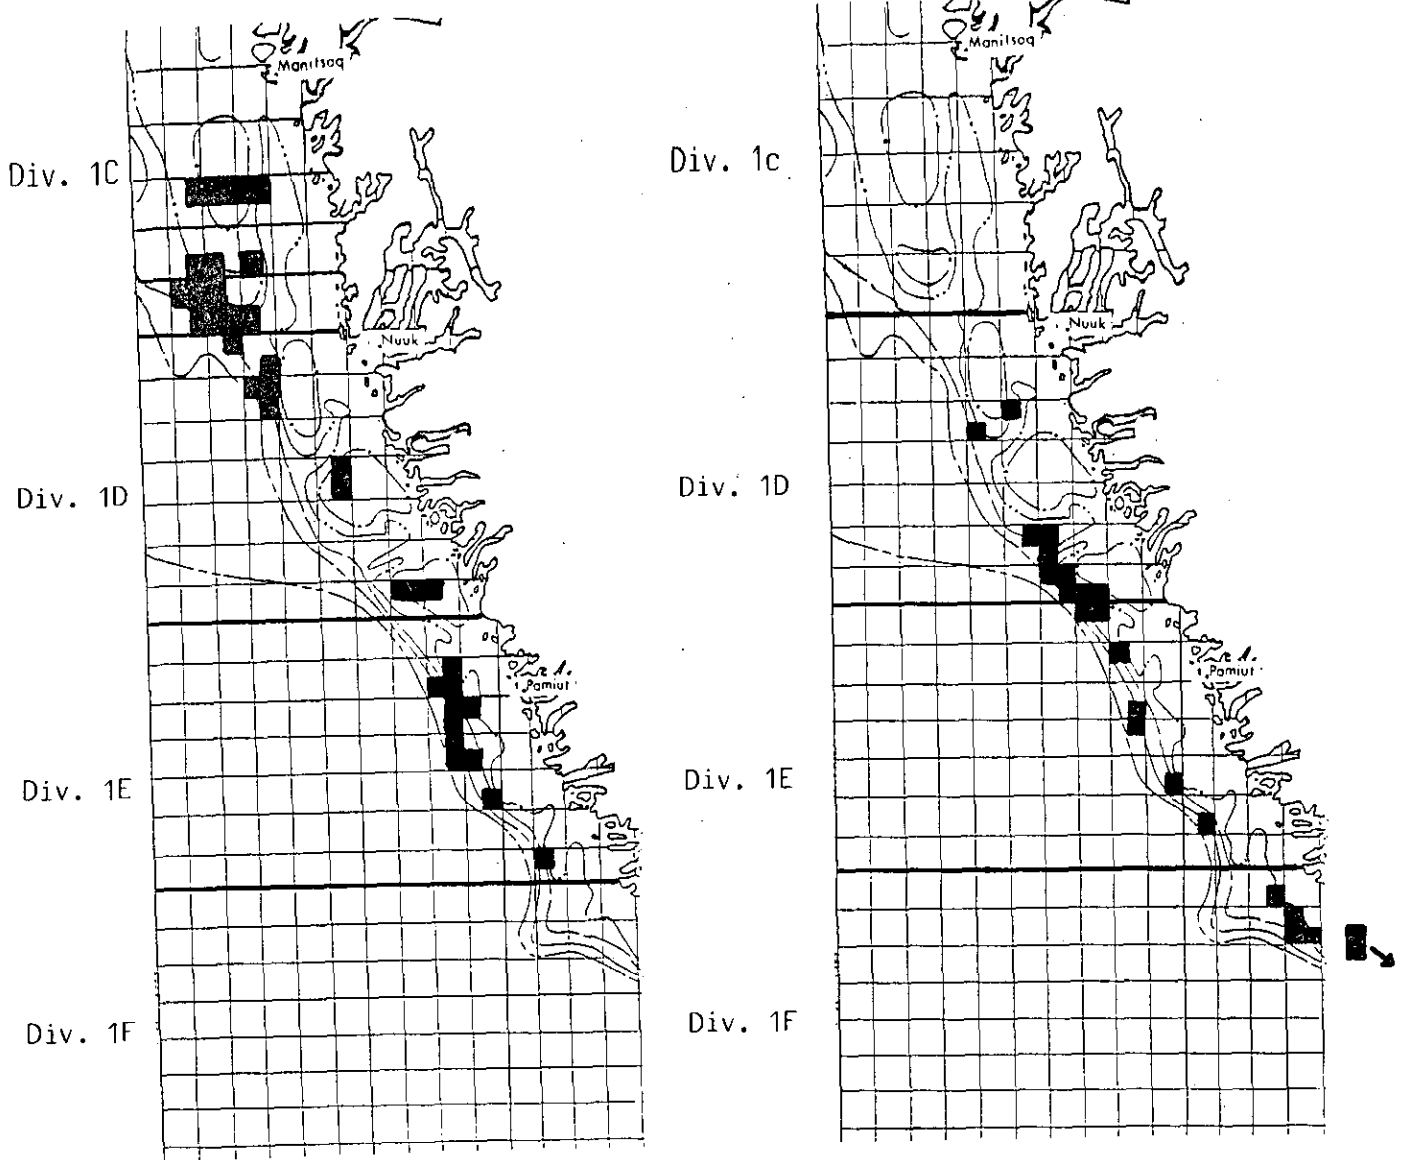 Manitsoq
Div. 1C
Nuuk
Div. 1D
Pamiut
Div. 1E
Div. 1F
Manitsoq
Div. 1c
Nuuk
Div. 1D
Pamiut
Div. 1E
Div. 1F